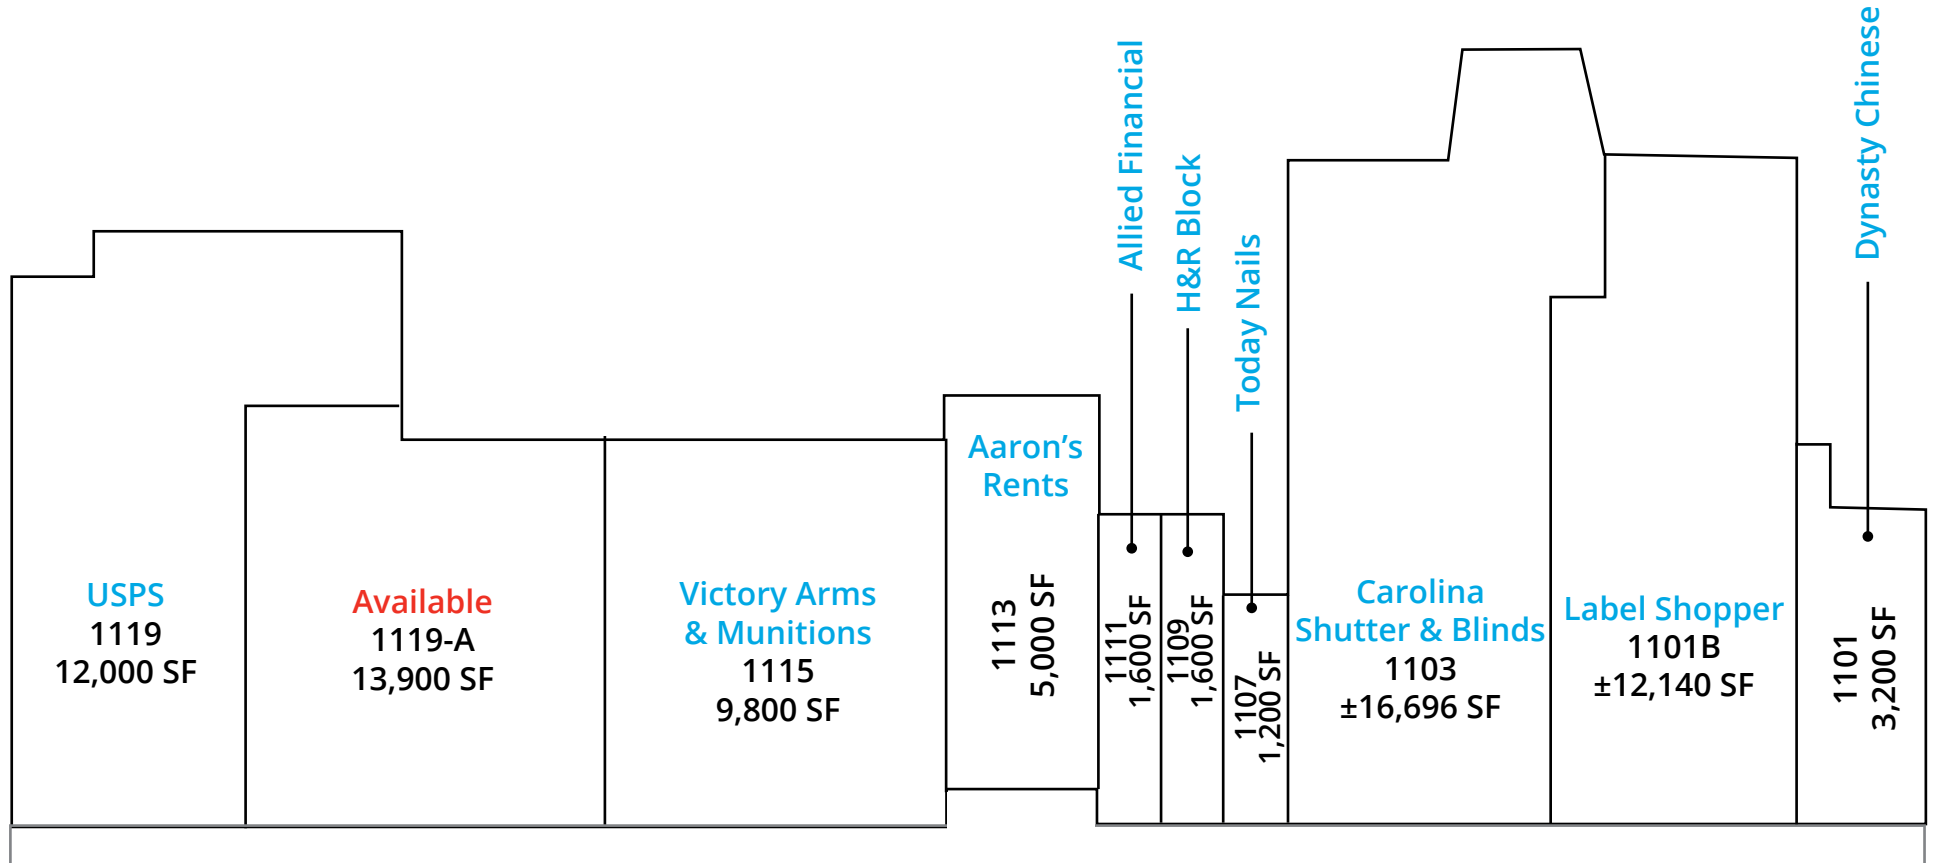 USPS
1119
12,000 SF
Available
1119-A
13,900 SF
Victory Arms
& Munitions
1115
9,800 SF
Aaron’s
Rents
1113
5,000 SF
Allied Financial
1111
1,600 SF
H&R Block
1109
1,600 SF
Today Nails
1107
1,200 SF
Carolina
Shutter & Blinds
1103
±16,696 SF
Label Shopper
1101B
±12,140 SF
Dynasty Chinese
1101
3,200 SF